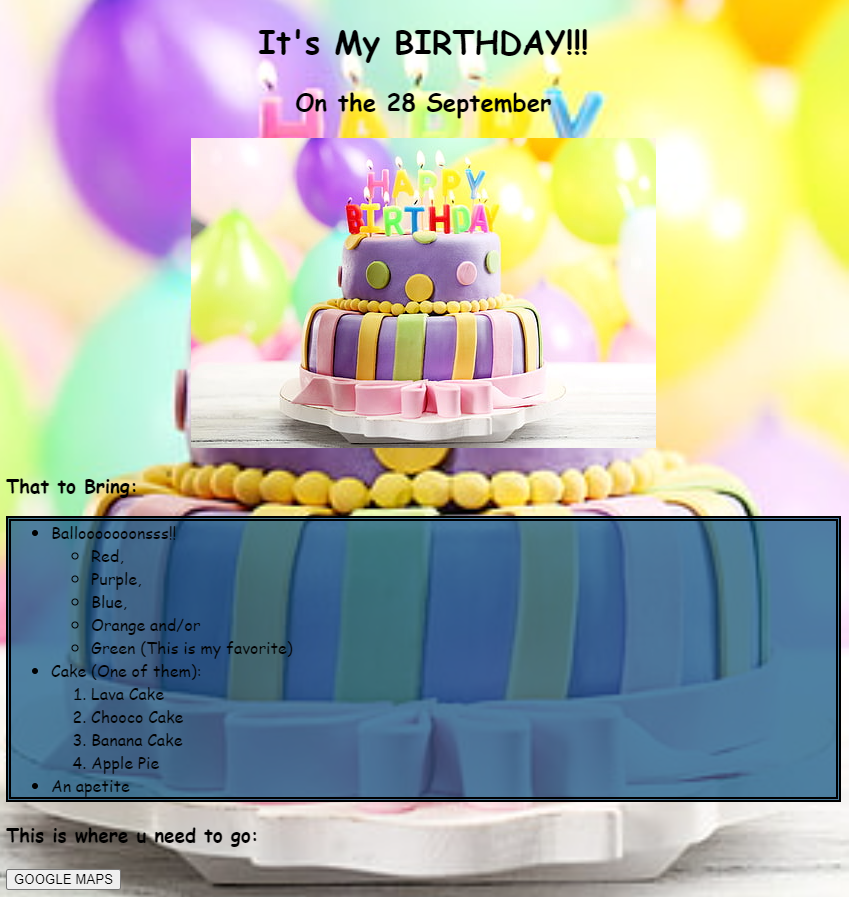 It's My BIRTHDAY!!!
On the 28 September
HAPPY
HAPPY
BIRTHDAY
That to Bring:
• Ballooooooonsss!!
○ Red,
○ Purple,
○ Blue,
○ Orange and/or
○ Green (This is my favorite)
• Cake (One of them):
1. Lava Cake
2. Chooco Cake
3. Banana Cake
4. Apple Pie
• An apetite
This is where u need to go:
GOOGLE MAPS